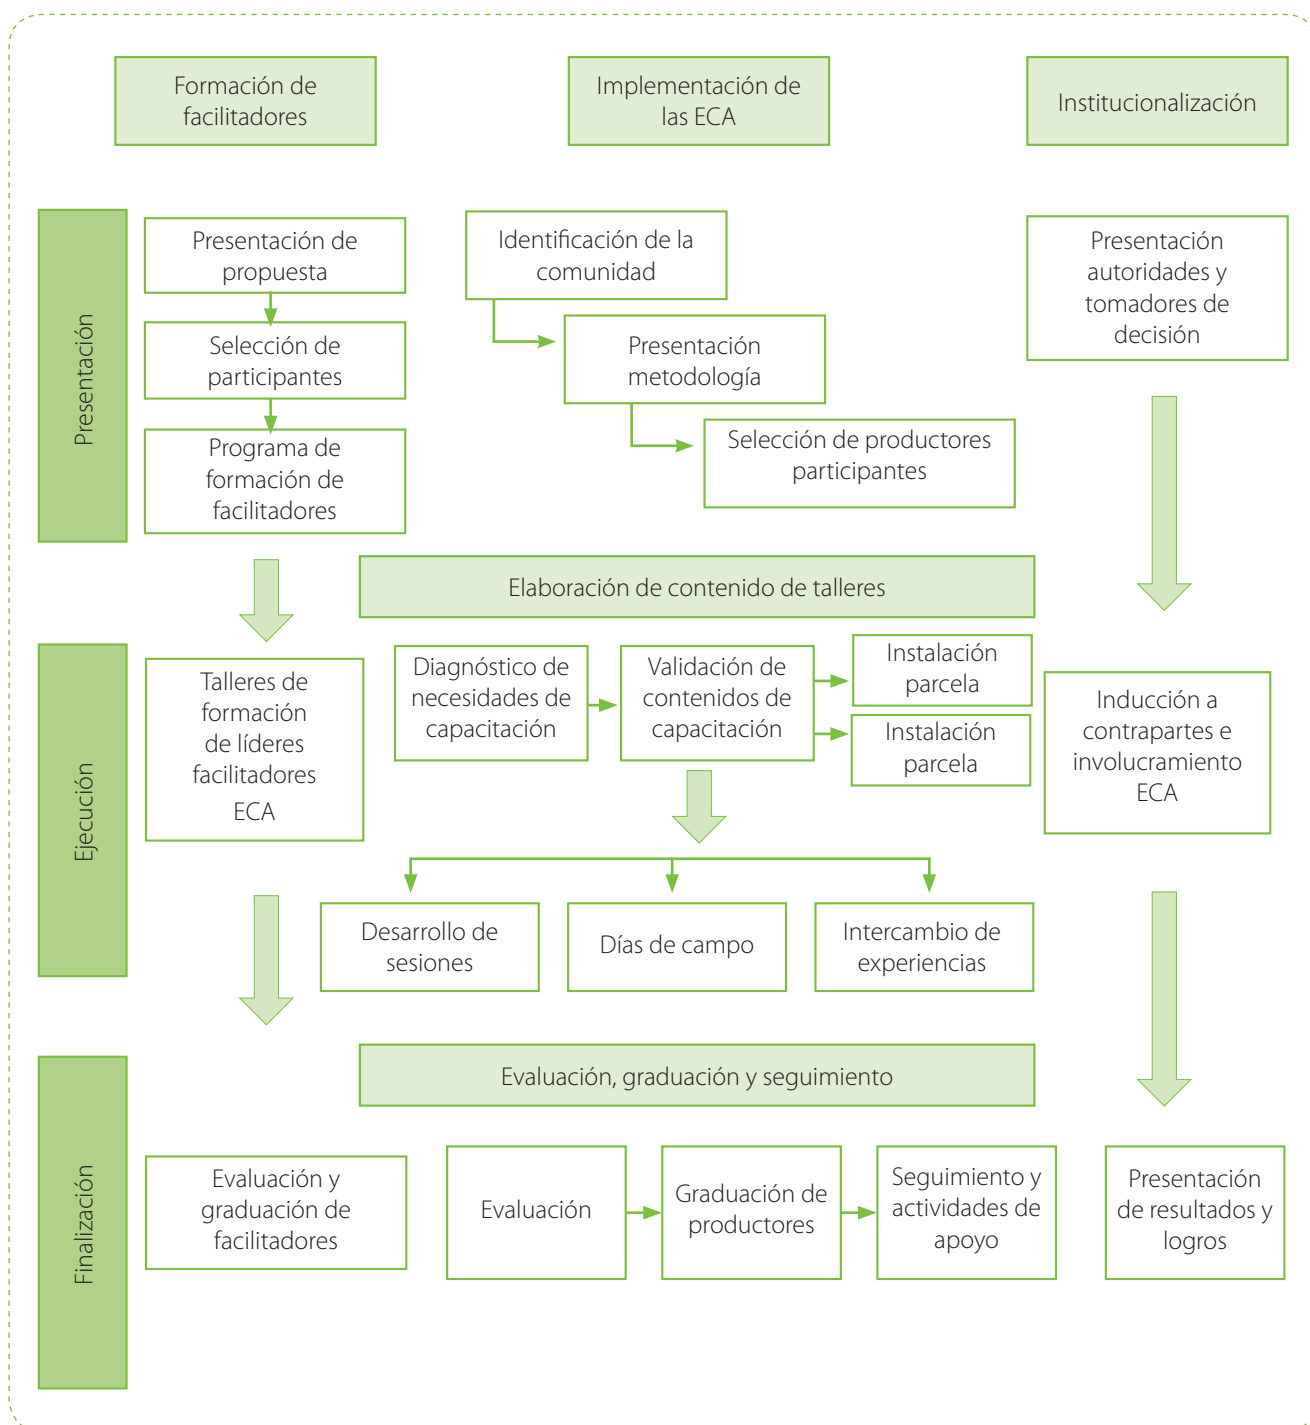 Formación de
facilitadores
Implementación de
las ECA
Institucionalización
Presentación
Presentación de
propuesta
Selección de
participantes
Programa de
formación de
facilitadores
Identificación de la
comunidad
Presentación
metodología
Selección de productores
participantes
Presentación
autoridades y
tomadores de
decisión
Elaboración de contenido de talleres
Ejecución
Talleres de
formación
de líderes
facilitadores
ECA
Diagnóstico de
necesidades de
capacitación
Validación de
contenidos de
capacitación
Instalación
parcela
Instalación
parcela
Inducción a
contrapartes e
involucramiento
ECA
Desarrollo de
sesiones
Días de campo
Intercambio de
experiencias
Evaluación, graduación y seguimiento
Finalización
Evaluación y
graduación de
facilitadores
Evaluación
Graduación de
productores
Seguimiento y
actividades de
apoyo
Presentación
de resultados y
logros